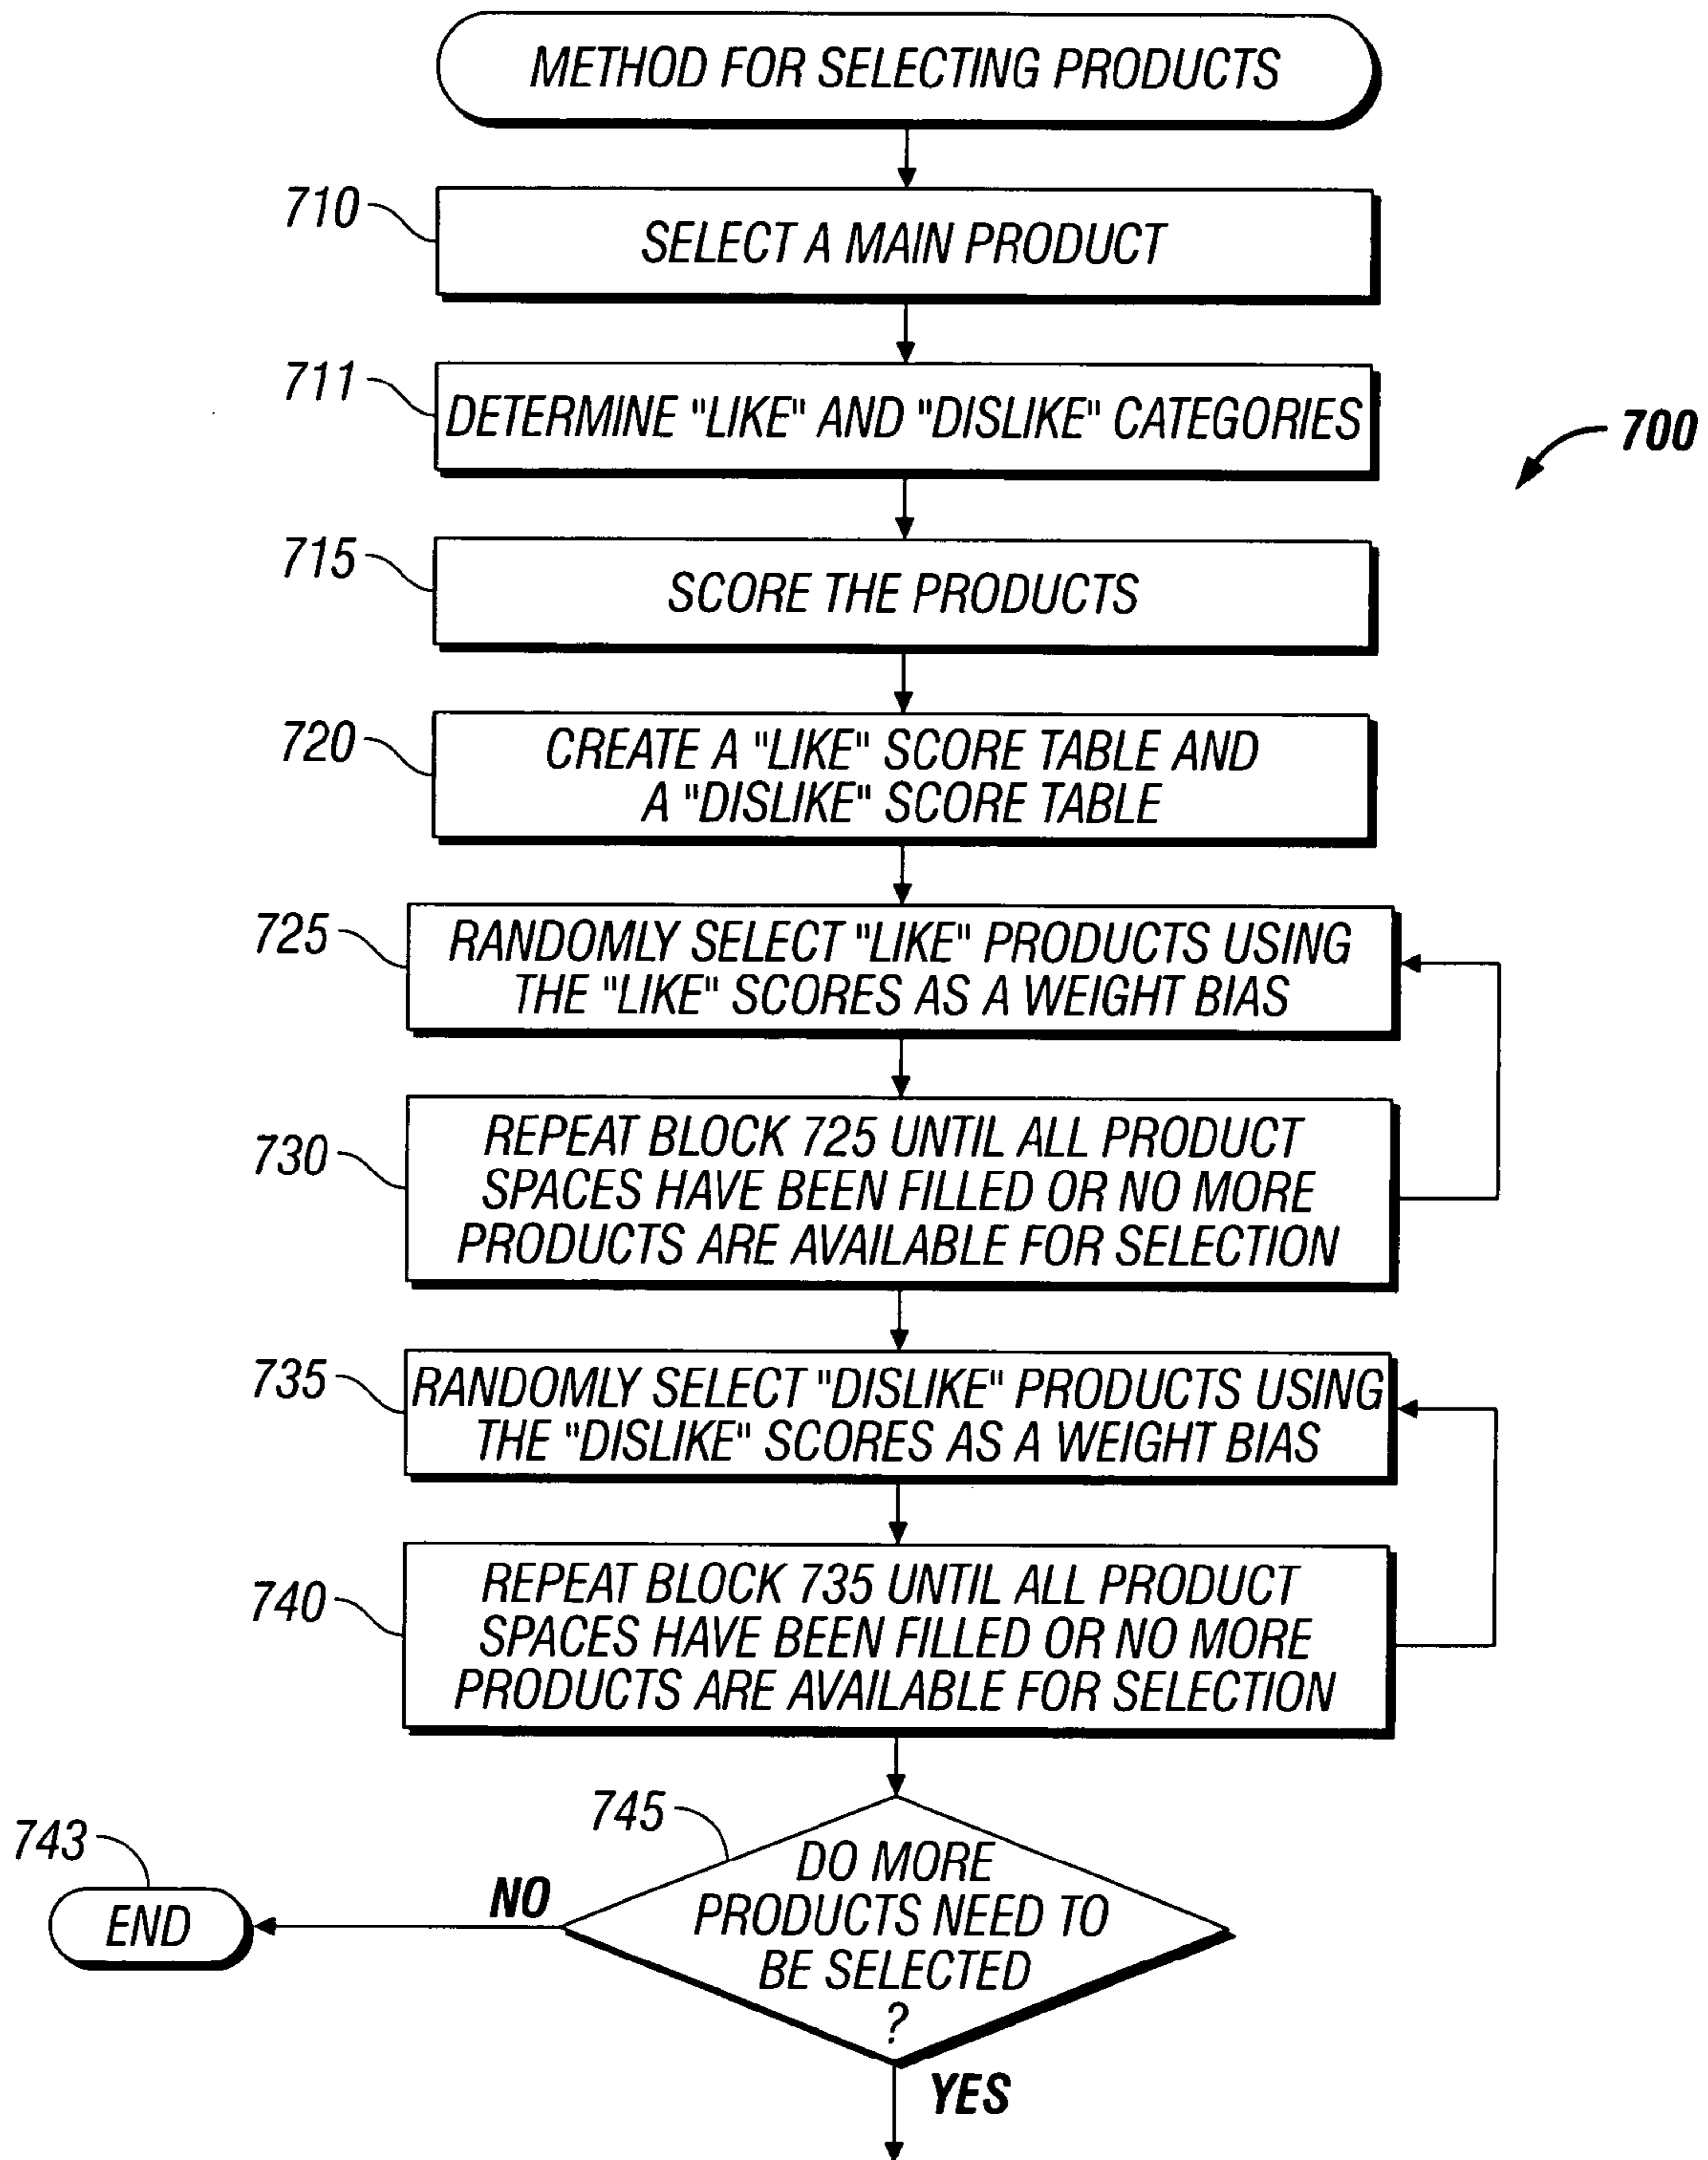 METHOD FOR SELECTING PRODUCTS
710
SELECT A MAIN PRODUCT
711
DETERMINE "LIKE" AND "DISLIKE" CATEGORIES
700
715
SCORE THE PRODUCTS
720
CREATE A "LIKE" SCORE TABLE AND
A "DISLIKE" SCORE TABLE
725
RANDOMLY SELECT "LIKE" PRODUCTS USING
THE "LIKE" SCORES AS A WEIGHT BIAS
730
REPEAT BLOCK 725 UNTIL ALL PRODUCT
SPACES HAVE BEEN FILLED OR NO MORE
PRODUCTS ARE AVAILABLE FOR SELECTION
735
RANDOMLY SELECT "DISLIKE" PRODUCTS USING
THE "DISLIKE" SCORES AS A WEIGHT BIAS
740
REPEAT BLOCK 735 UNTIL ALL PRODUCT
SPACES HAVE BEEN FILLED OR NO MORE
PRODUCTS ARE AVAILABLE FOR SELECTION
745
DO MORE
PRODUCTS NEED TO
BE SELECTED
?
743
END
NO
YES